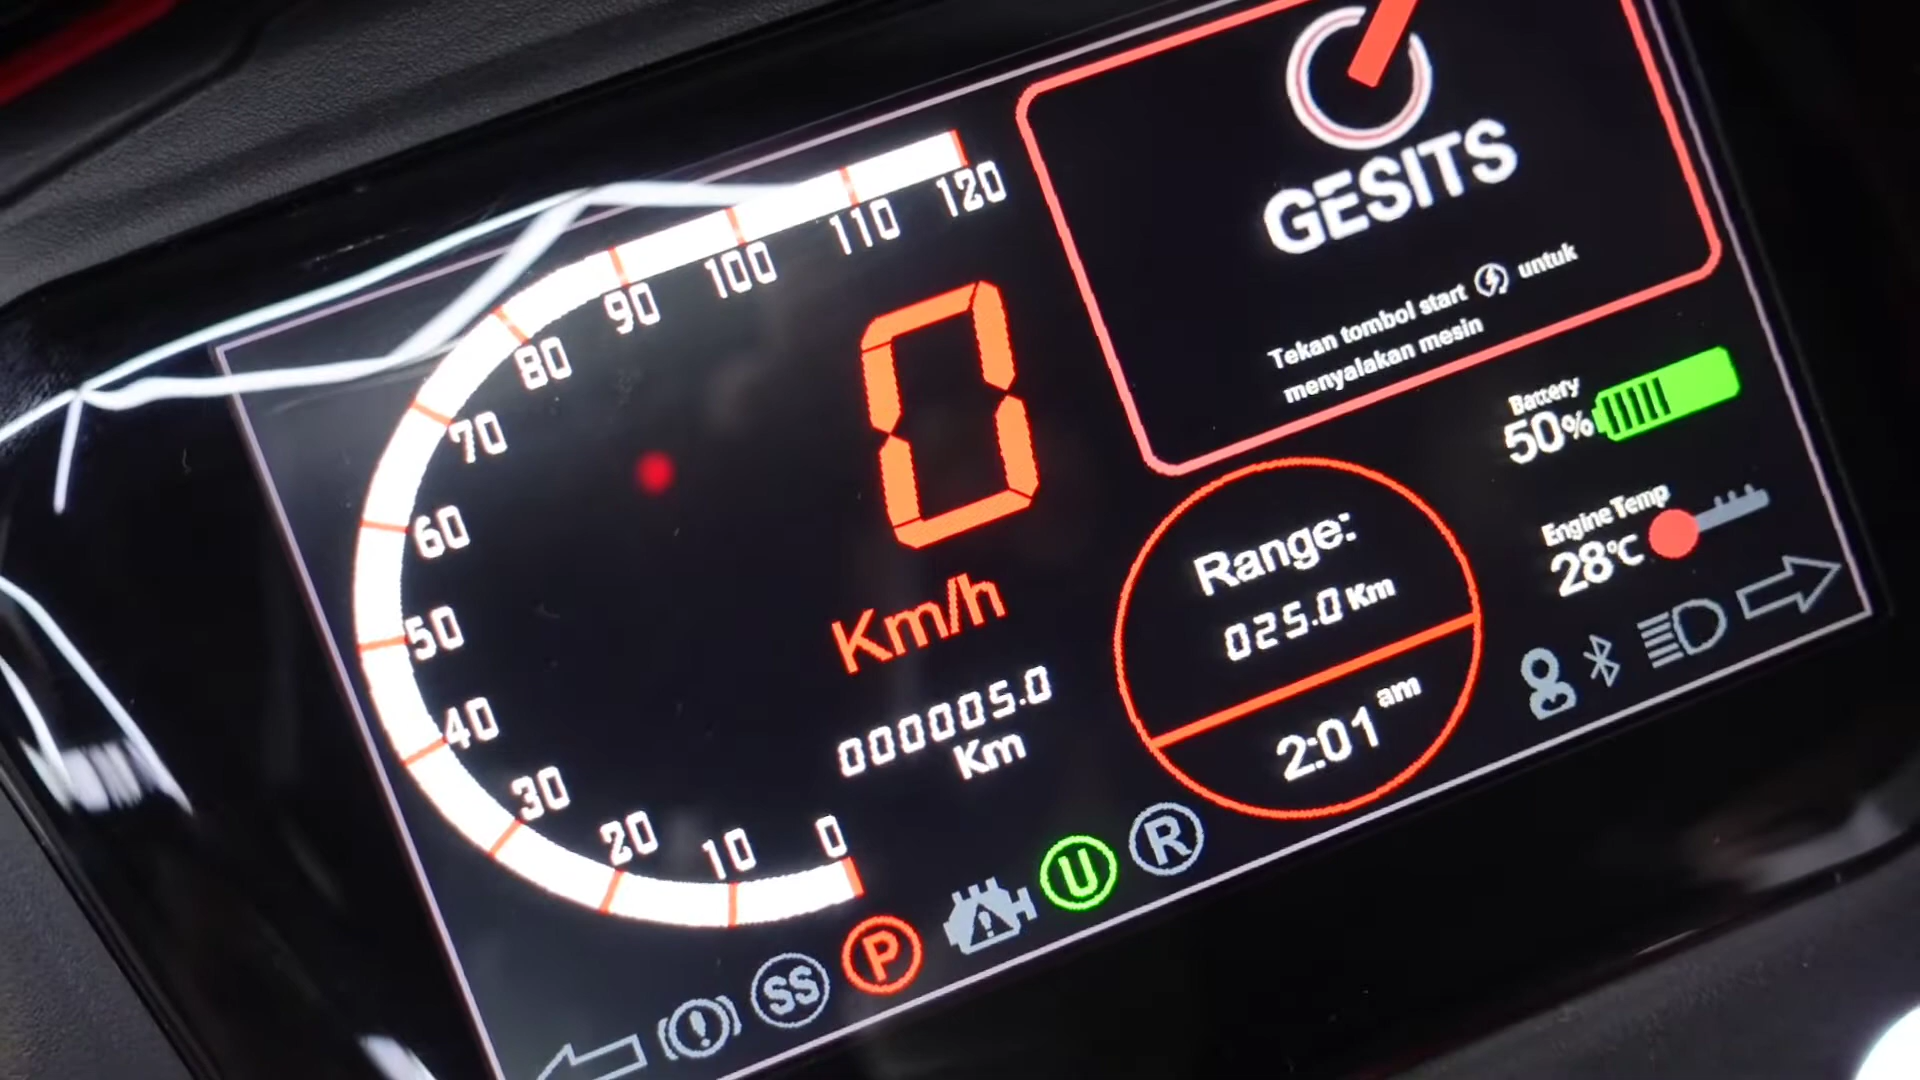 GESITS
Tekan tombol start untuk
menyalakan mesin
120
110
100
90
80
70
60
50
40
30
20
10
0
0
Km/h
000005.0
Km
Range:
025.0 Km
2:01 am
Battery
50%
Engine Temp
28°C
SS
P
U
R